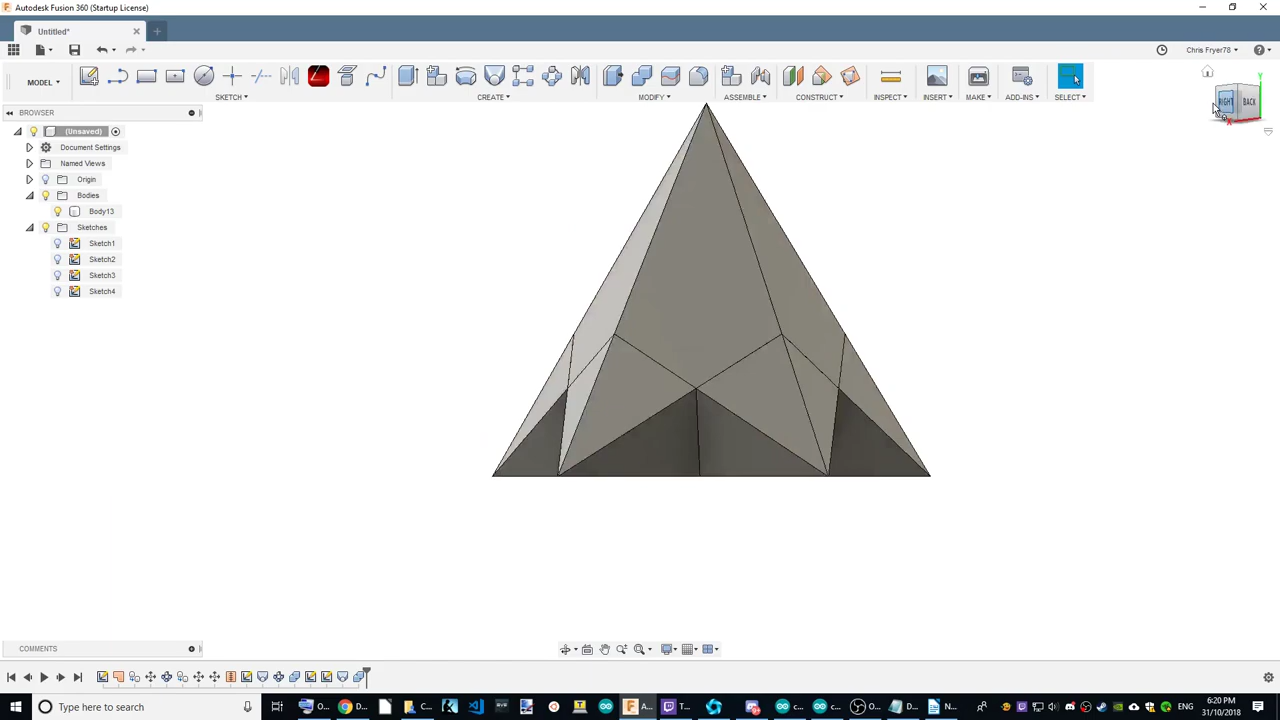 Autodesk Fusion 360 (Startup License)
Untitled*
Chris Fryer78
MODEL
SKETCH
CREATE
MODIFY
ASSEMBLE
CONSTRUCT
INSPECT
INSERT
MAKE
ADD-INS
SELECT
Y
RIGHT BACK
X
BROWSER
(Unsaved)
Document Settings
Named Views
Origin
Bodies
Body13
Sketches
Sketch1
Sketch2
Sketch3
Sketch4
COMMENTS
Type here to search
O...
C...
C...
A...
T...
C...
C...
O...
D...
N...
ENG
6:20 PM
31/10/2018